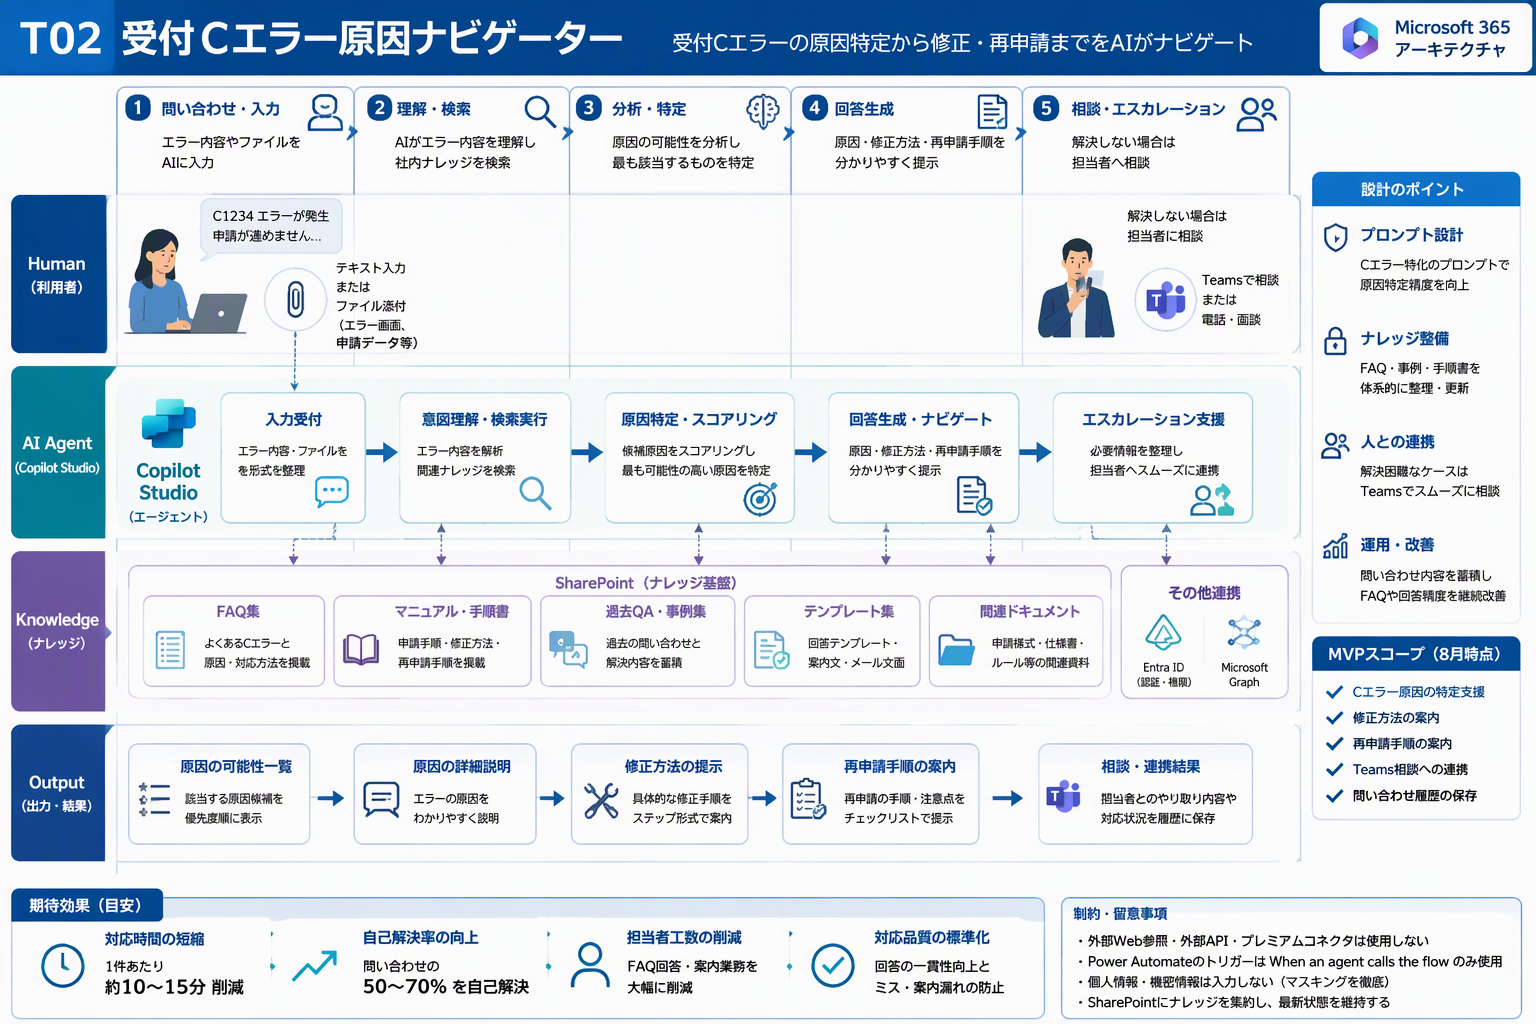 T02 受付Cエラー原因ナビゲーター
受付Cエラーの原因特定から修正・再申請までをAIがナビゲート
Microsoft 365
アーキテクチャ
1 問い合わせ・入力
エラー内容やファイルを
AIに入力
2 理解・検索
AIがエラー内容を理解し
社内ナレッジを検索
3 分析・特定
原因の可能性を分析し
最も該当するものを特定
4 回答生成
原因・修正方法・再申請手順を
分かりやすく提示
5 相談・エスカレーション
解決しない場合は
担当者へ相談
Human
（利用者）
C1234 エラーが発生
申請が進めません...
テキスト入力
または
ファイル添付
（エラー画面、
申請データ等）
解決しない場合は
担当者に相談
Teamsで相談
または
電話・面談
AI Agent
（Copilot Studio）
Copilot
Studio
（エージェント）
入力受付
エラー内容・ファイルを
を形式を整理
意図理解・検索実行
エラー内容を解析
関連ナレッジを検索
原因特定・スコアリング
候補原因をスコアリングし
最も可能性の高い原因を特定
回答生成・ナビゲート
原因・修正方法・再申請手順を
分かりやすく提示
エスカレーション支援
必要情報を整理し
担当者へスムーズに連携
Knowledge
（ナレッジ）
SharePoint（ナレッジ基盤）
FAQ集
よくあるCエラーと
原因・対応方法を掲載
マニュアル・手順書
申請手順・修正方法・
再申請手順を掲載
過去QA・事例集
過去の問い合わせと
解決内容を蓄積
テンプレート集
回答テンプレート・
案内文・メール文面
関連ドキュメント
申請様式・仕様書・
ルール等の関連資料
その他連携
Entra ID
（認証・権限）
Microsoft
Graph
Output
（出力・結果）
原因の可能性一覧
該当する原因候補を
優先度順に表示
原因の詳細説明
エラーの原因を
わかりやすく説明
修正方法の提示
具体的な修正手順を
ステップ形式で案内
再申請手順の案内
再申請の手順・注意点を
チェックリストで提示
相談・連携結果
担当者とのやり取り内容や
対応状況を履歴に保存
設計のポイント
プロンプト設計
Cエラー特化のプロンプトで
原因特定精度を向上
ナレッジ整備
FAQ・事例・手順書を
体系的に整理・更新
人との連携
解決困難なケースは
Teamsでスムーズに相談
運用・改善
問い合わせ内容を蓄積し
FAQや回答精度を継続改善
MVPスコープ（8月時点）
Cエラー原因の特定支援
修正方法の案内
再申請手順の案内
Teams相談への連携
問い合わせ履歴の保存
期待効果（目安）
対応時間の短縮
1件あたり
約10〜15分 削減
自己解決率の向上
問い合わせの
50〜70% を自己解決
担当者工数の削減
FAQ回答・案内業務を
大幅に削減
対応品質の標準化
回答の一貫性向上と
ミス・案内漏れの防止
制約・留意事項
・外部Web参照・外部API・プレミアムコネクタは使用しない
・Power Automateのトリガーは When an agent calls the flow のみ使用
・個人情報・機密情報は入力しない（マスキングを徹底）
・SharePointにナレッジを集約し、最新状態を維持する